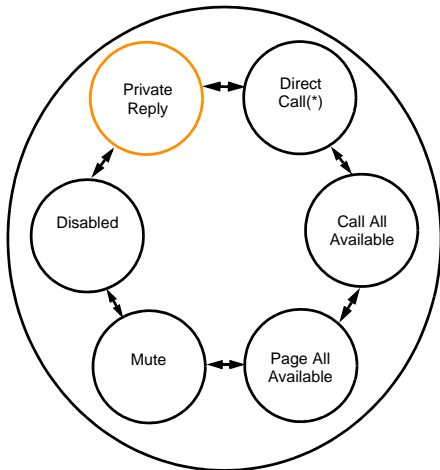 Private
Reply
Direct
Call(*)
Call All
Available
Page All
Available
Mute
Disabled